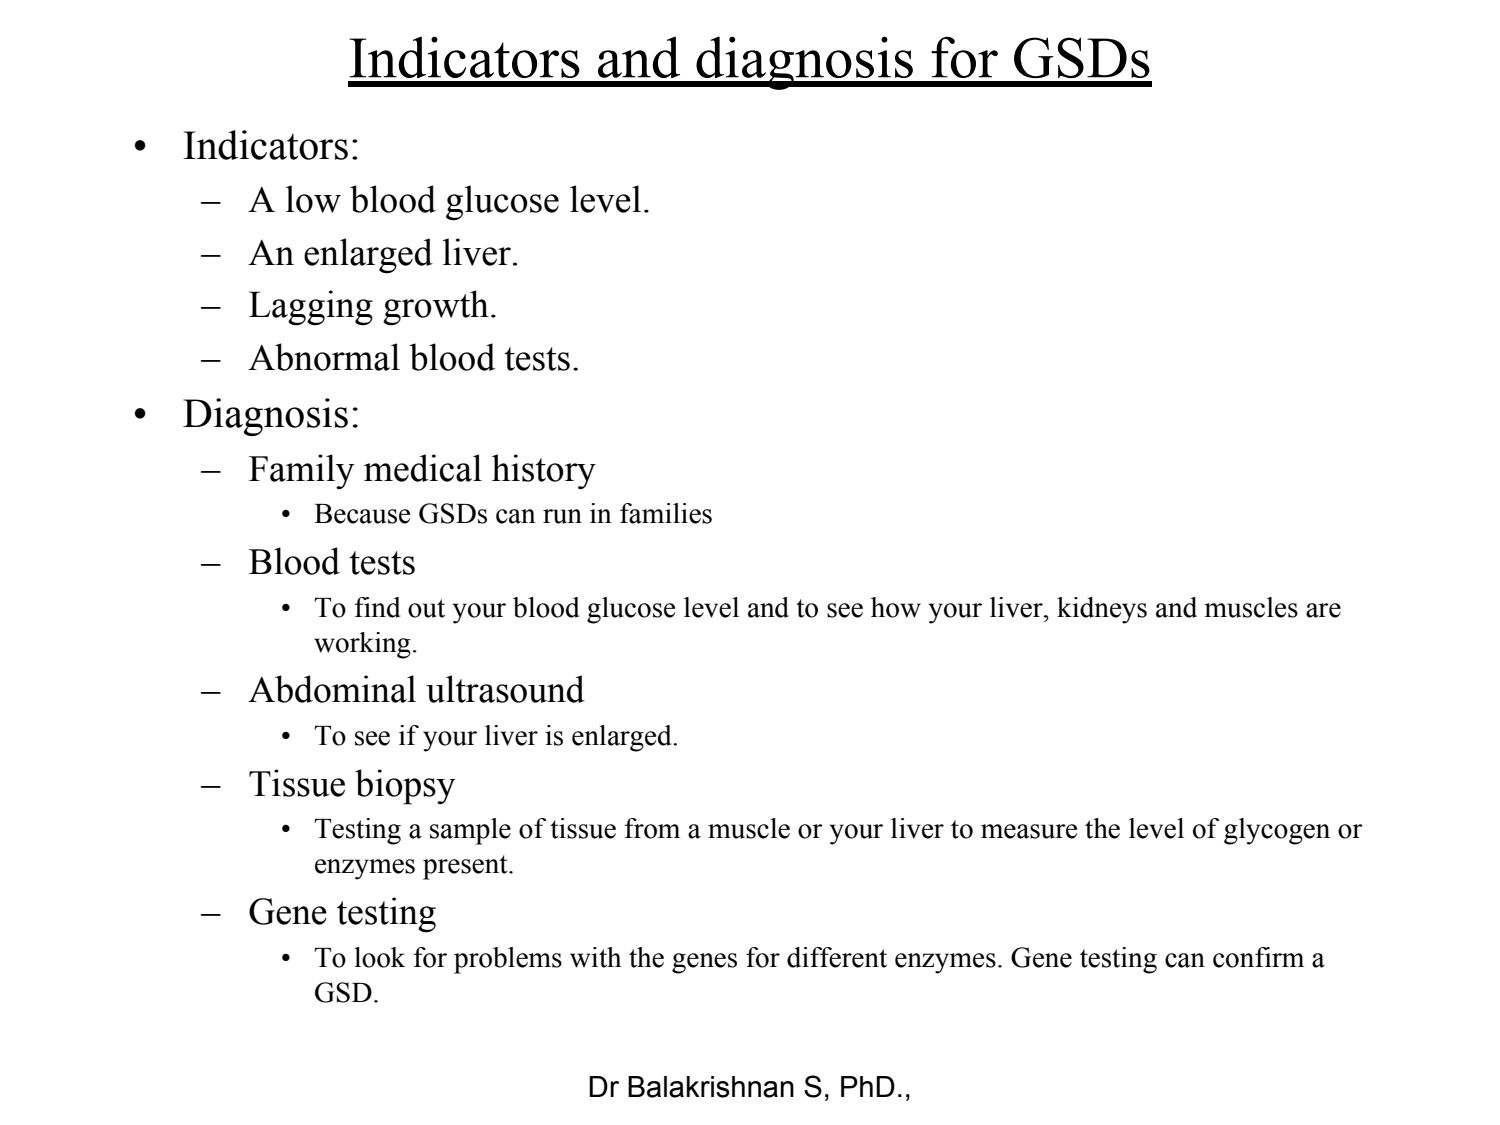 Indicators and diagnosis for GSDs
• Indicators:
– A low blood glucose level.
– An enlarged liver.
– Lagging growth.
– Abnormal blood tests.
• Diagnosis:
– Family medical history
• Because GSDs can run in families
– Blood tests
• To find out your blood glucose level and to see how your liver, kidneys and muscles are
working.
– Abdominal ultrasound
• To see if your liver is enlarged.
– Tissue biopsy
• Testing a sample of tissue from a muscle or your liver to measure the level of glycogen or
enzymes present.
– Gene testing
• To look for problems with the genes for different enzymes. Gene testing can confirm a
GSD.
Dr Balakrishnan S, PhD.,